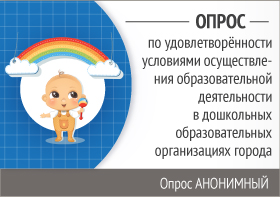 ОПРОС
по удовлетворённости
условиями осуществле-
ния образовательной
деятельности
в дошкольных
образовательных
организациях города
Опрос АНОНИМНЫЙ